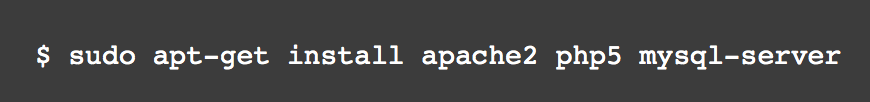 $ sudo apt-get install apache2 php5 mysql-server